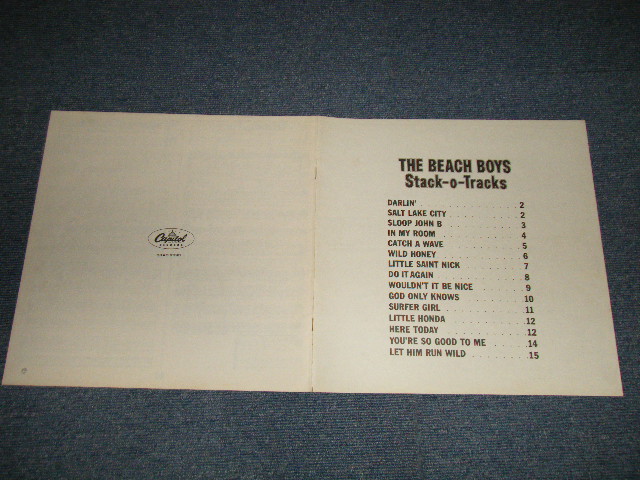 Capitol
RECORDS
THE BEACH BOYS
Stack-o-Tracks
DARLIN' . . . . . . . . . . . . 2
SALT LAKE CITY . . . . . . . . 2
SLOOP JOHN B . . . . . . . . 3
IN MY ROOM . . . . . . . . . 4
CATCH A WAVE . . . . . . . . 5
WILD HONEY . . . . . . . . . 6
LITTLE SAINT NICK . . . . . . 7
DO IT AGAIN . . . . . . . . . 8
WOULDN'T IT BE NICE . . . . . 9
GOD ONLY KNOWS . . . . . . 10
SURFER GIRL . . . . . . . . . 11
LITTLE HONDA . . . . . . . . 12
HERE TODAY . . . . . . . . . 12
YOU'RE SO GOOD TO ME . . . . 14
LET HIM RUN WILD . . . . . . 15